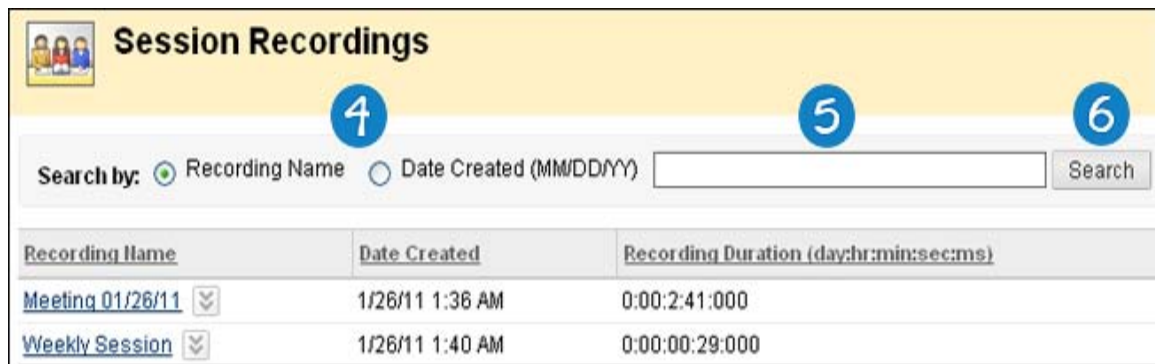 Session Recordings
4 5 6
Search by: Recording Name Date Created (MM/DD/YY) Search
Recording Name Date Created Recording Duration (day:hr:min:sec:ms)
Meeting 01/26/11 1/26/11 1:36 AM 0:00:2:41:000
Weekly Session 1/26/11 1:40 AM 0:00:00:29:000